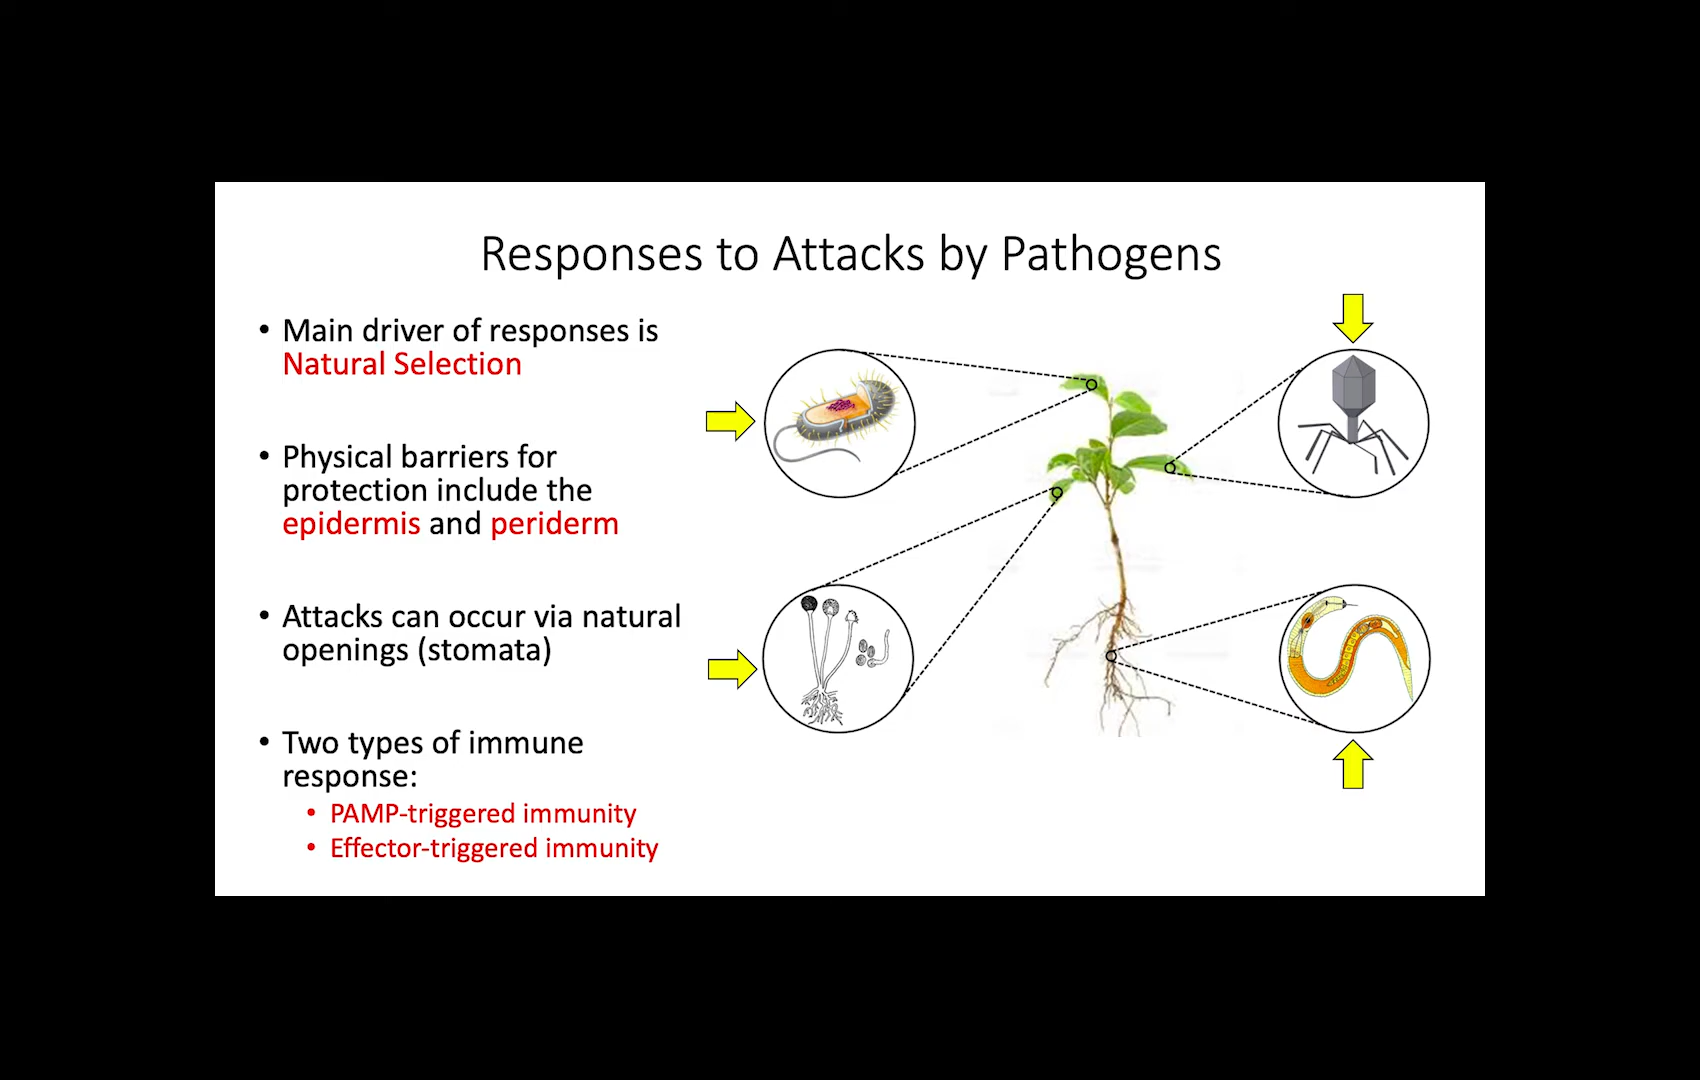 Responses to Attacks by Pathogens
• Main driver of responses is
Natural Selection
• Physical barriers for
protection include the
epidermis and periderm
• Attacks can occur via natural
openings (stomata)
• Two types of immune
response:
• PAMP-triggered immunity
• Effector-triggered immunity